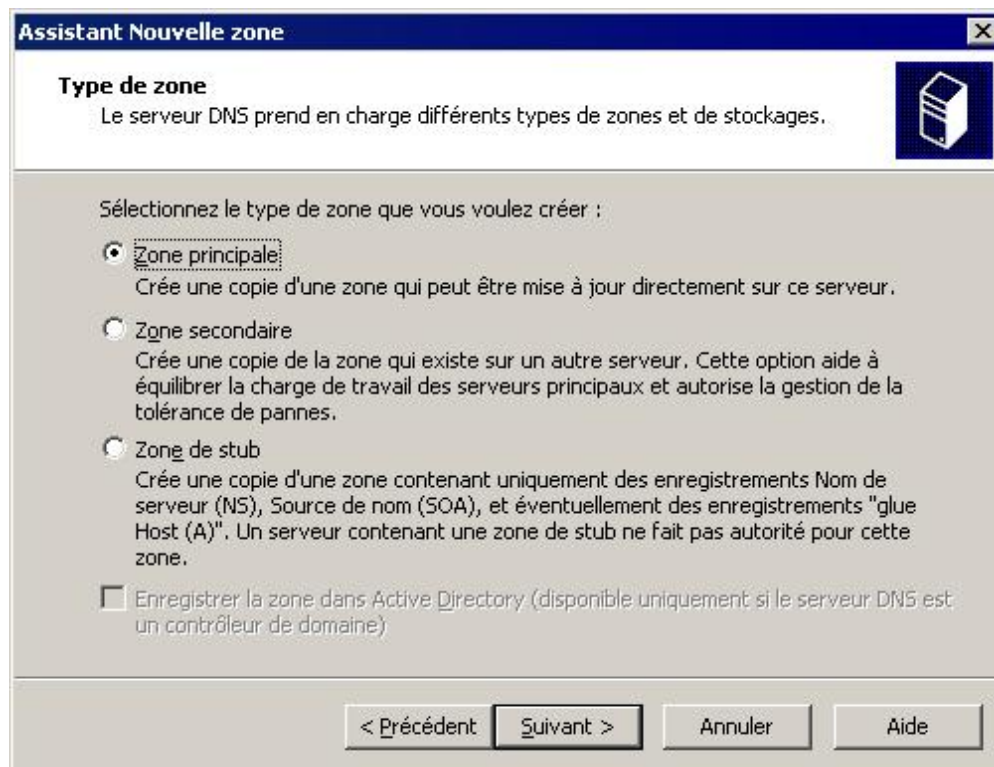 Assistant Nouvelle zone
Type de zone
Le serveur DNS prend en charge différents types de zones et de stockages.
Sélectionnez le type de zone que vous voulez créer :
Zone principale
Crée une copie d'une zone qui peut être mise à jour directement sur ce serveur.
Zone secondaire
Crée une copie de la zone qui existe sur un autre serveur. Cette option aide à
équilibrer la charge de travail des serveurs principaux et autorise la gestion de la
tolérance de pannes.
Zone de stub
Crée une copie d'une zone contenant uniquement des enregistrements Nom de
serveur (NS), Source de nom (SOA), et éventuellement des enregistrements "glue
Host (A)". Un serveur contenant une zone de stub ne fait pas autorité pour cette
zone.
Enregistrer la zone dans Active Directory (disponible uniquement si le serveur DNS est
un contrôleur de domaine)
< Précédent Suivant > Annuler Aide